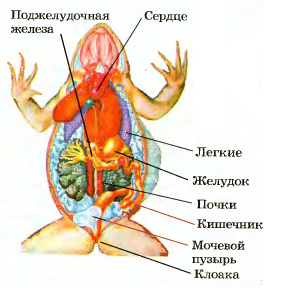 Поджелудочная
железа
Сердце
Легкие
Желудок
Почки
Кишечник
Мочевой
пузырь
Клоака